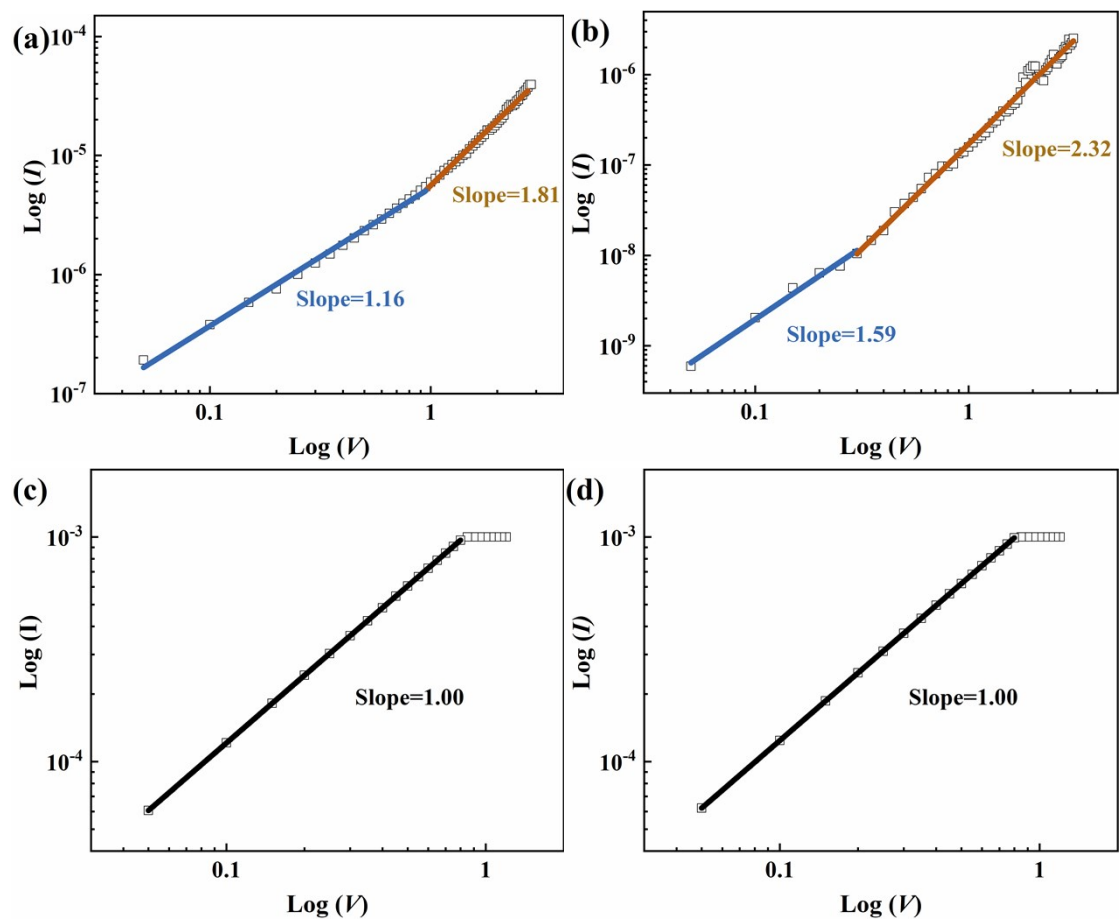 (a)
10⁻⁴
10⁻⁵
10⁻⁶
10⁻⁷
Log (I)
Slope=1.81
Slope=1.16
0.1
1
Log (V)
(b)
10⁻⁶
10⁻⁷
10⁻⁸
10⁻⁹
Log (I)
Slope=2.32
Slope=1.59
0.1
1
Log (V)
(c)
10⁻³
10⁻⁴
Log (I)
Slope=1.00
0.1
1
Log (V)
(d)
10⁻³
10⁻⁴
Log (I)
Slope=1.00
0.1
1
Log (V)